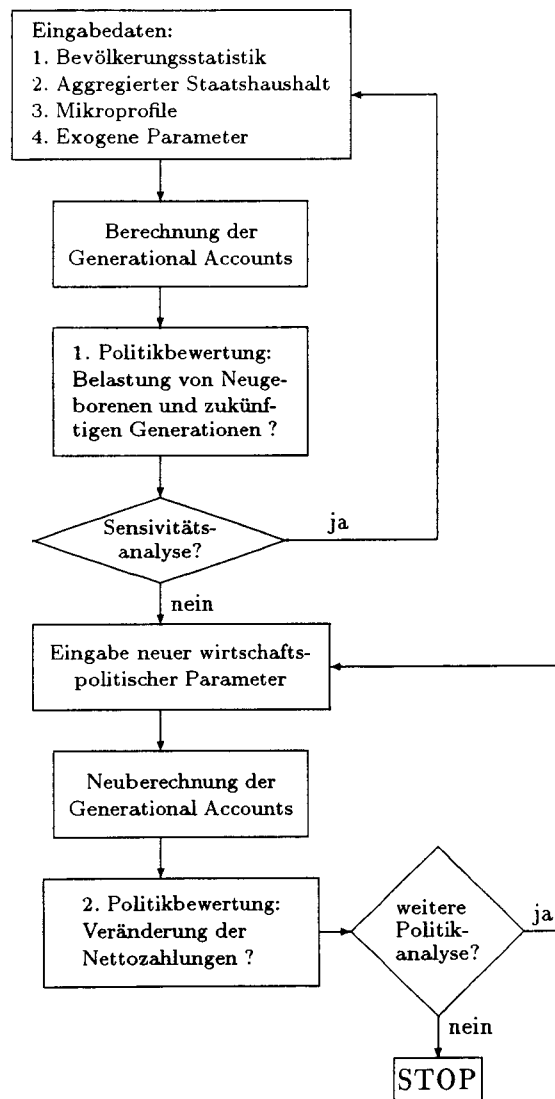 Eingabedaten:
1. Bevölkerungsstatistik
2. Aggregierter Staatshaushalt
3. Mikroprofile
4. Exogene Parameter
Berechnung der
Generational Accounts
1. Politikbewertung:
Belastung von Neuge-
borenen und zukünf-
tigen Generationen ?
Sensivitäts-
analyse?
ja
nein
Eingabe neuer wirtschafts-
politischer Parameter
Neuberechnung der
Generational Accounts
2. Politikbewertung:
Veränderung der
Nettozahlungen ?
weitere
Politik-
analyse?
ja
nein
STOP